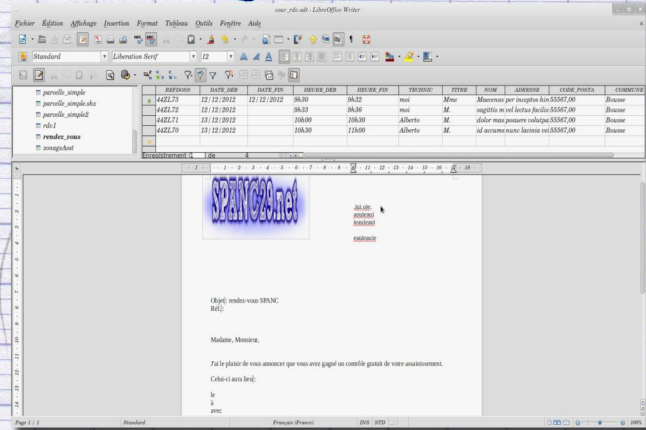 cour_rdv.odt - LibreOffice Writer
Fichier Édition Affichage Insertion Format Tableau Outils Fenêtre Aide
Standard Liberation Serif 12
parcelle_simple
parcelle_simple.shx
parcelle_simple2
rdv1
rendez_vous
zonageAsst
REFDOSS DATE_DEB DATE_FIN HEURE_DEB HEURE_FIN TECHNIC TITRE NOM ADRESSE CODE_POSTA COMMUNE
44ZL73 12/12/2012 12/12/2012 9h30 9h32 moi Mme Maecenas per inceptos hin 55567,00 Bousse
44ZL72 12/12/2012 9h33 9h36 moi M. sagittis m vel lectus facilis 55567,00 Bousse
44ZL71 13/12/2012 10h00 10h30 Alberto M. dolor mas posuere volutpa 55567,00 Bousse
44ZL70 13/12/2012 10h30 11h00 Alberto M. id accums nunc lacinia vei 55567,00 Bousse
Enregistrement 1 de 4
SPANC29.net
Objet : rendez-vous SPANC
Réf :
Madame, Monsieur,
J'ai le plaisir de vous annoncer que vous avez gagné un contrôle gratuit de votre assainissement.
Celui-ci aura lieu :
le
à
avec
Page 1 / 1 Standard Français (France) INS STD 100%